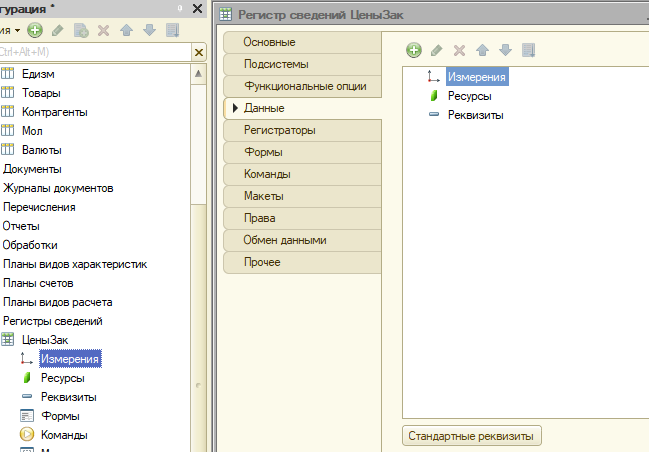 гурация *
ия
Ctrl+Alt+M)
Едизм
Товары
Контрагенты
Мол
Валюты
Документы
Журналы документов
Перечисления
Отчеты
Обработки
Планы видов характеристик
Планы счетов
Планы видов расчета
Регистры сведений
ЦеныЗак
Измерения
Ресурсы
Реквизиты
Формы
Команды
Регистр сведений ЦеныЗак
Основные
Подсистемы
Функциональные опции
Данные
Регистраторы
Формы
Команды
Макеты
Права
Обмен данными
Прочее
Измерения
Ресурсы
Реквизиты
Стандартные реквизиты